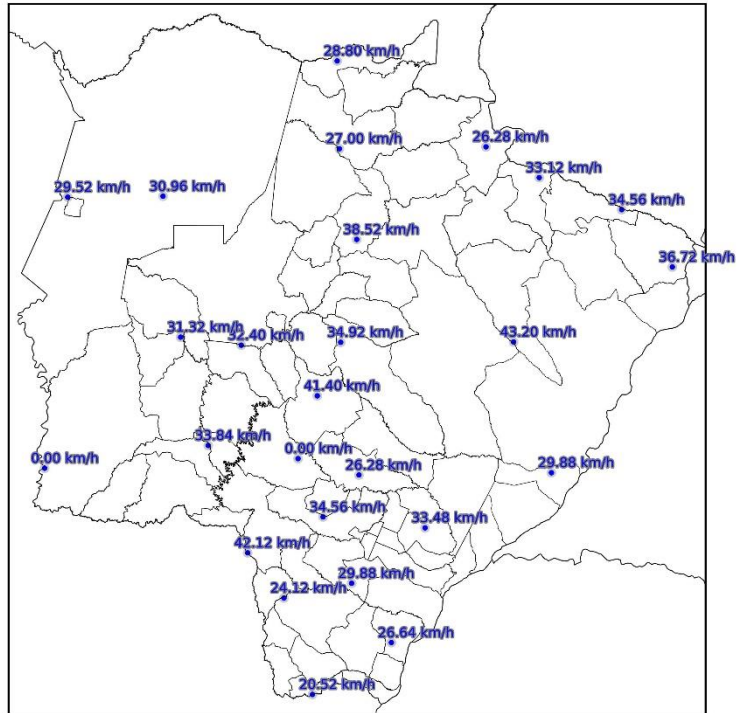 28.80 km/h
27.00 km/h
26.28 km/h
33.12 km/h
29.52 km/h
30.96 km/h
34.56 km/h
38.52 km/h
36.72 km/h
31.32 km/h
32.40 km/h
34.92 km/h
43.20 km/h
41.40 km/h
33.84 km/h
0.00 km/h
0.00 km/h
26.28 km/h
29.88 km/h
34.56 km/h
33.48 km/h
42.12 km/h
29.88 km/h
24.12 km/h
26.64 km/h
20.52 km/h